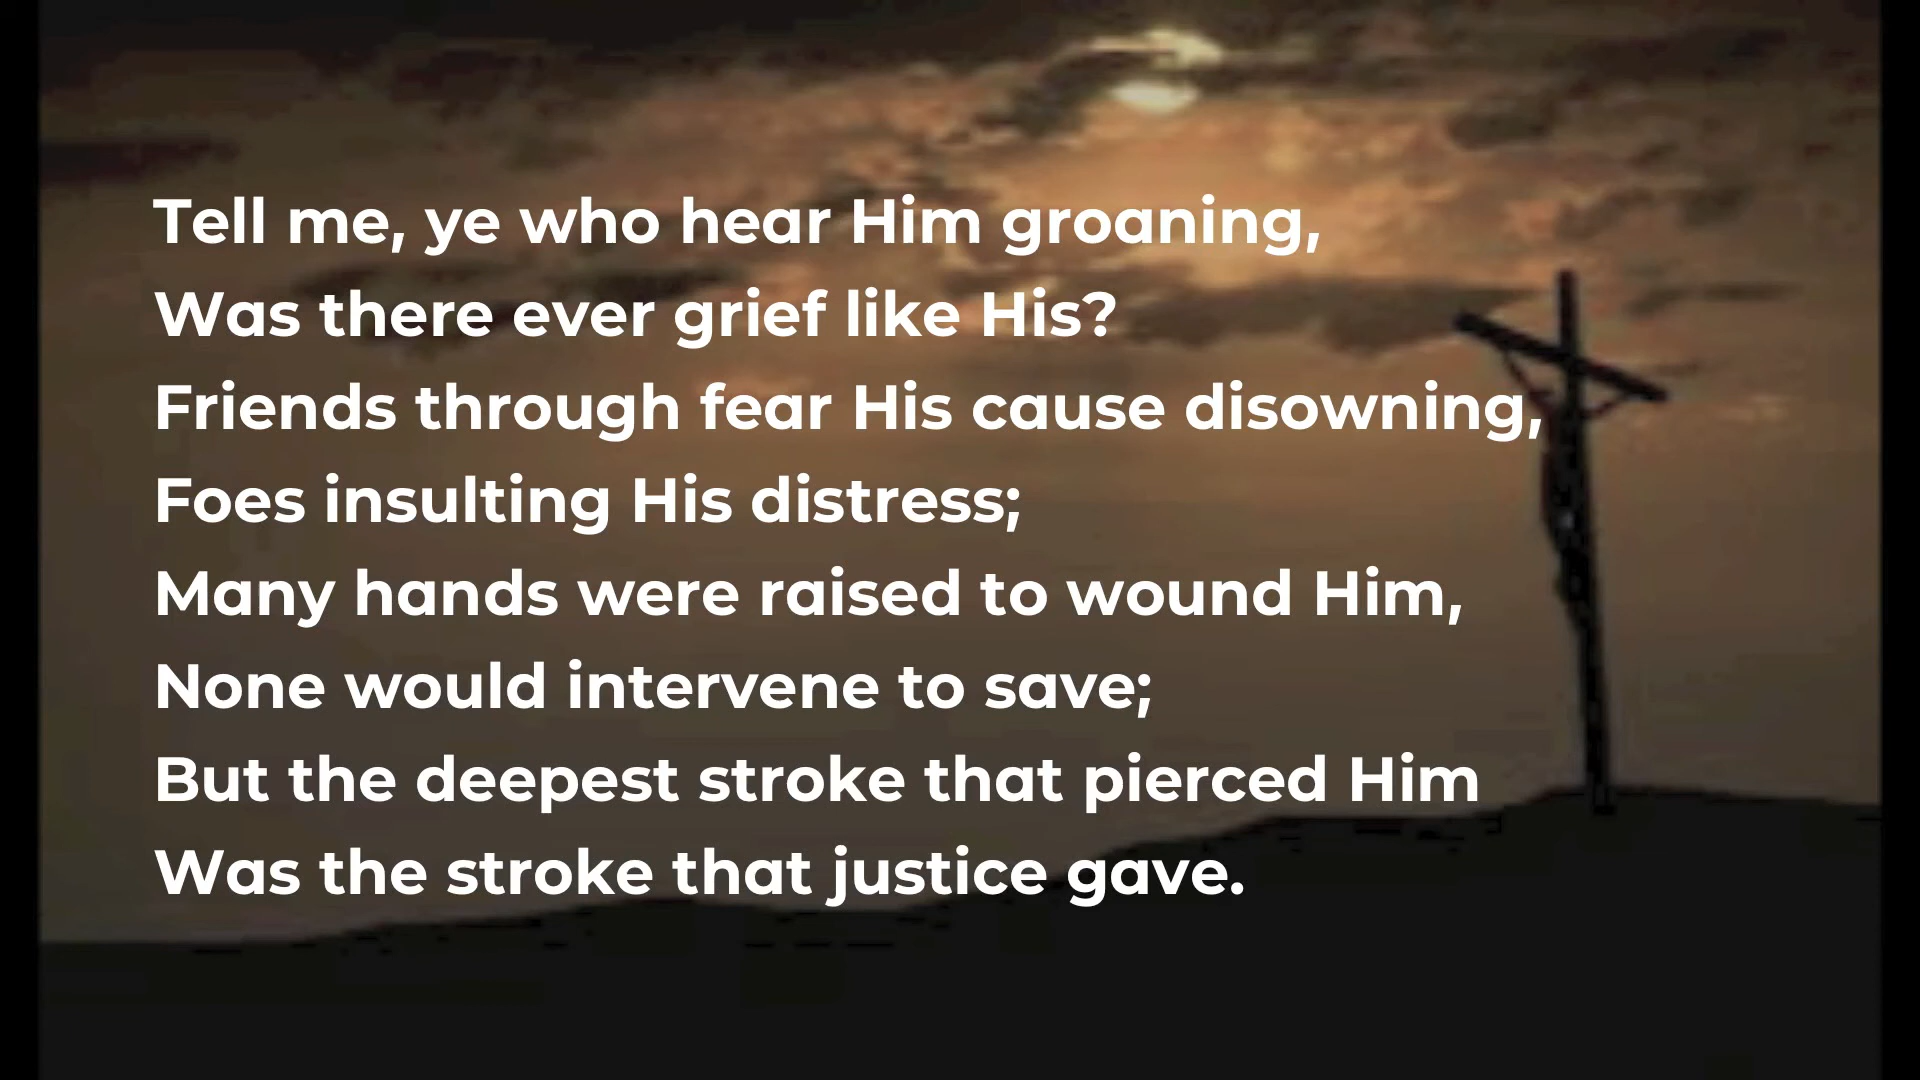 Tell me, ye who hear Him groaning,
Was there ever grief like His?
Friends through fear His cause disowning,
Foes insulting His distress;
Many hands were raised to wound Him,
None would intervene to save;
But the deepest stroke that pierced Him
Was the stroke that justice gave.